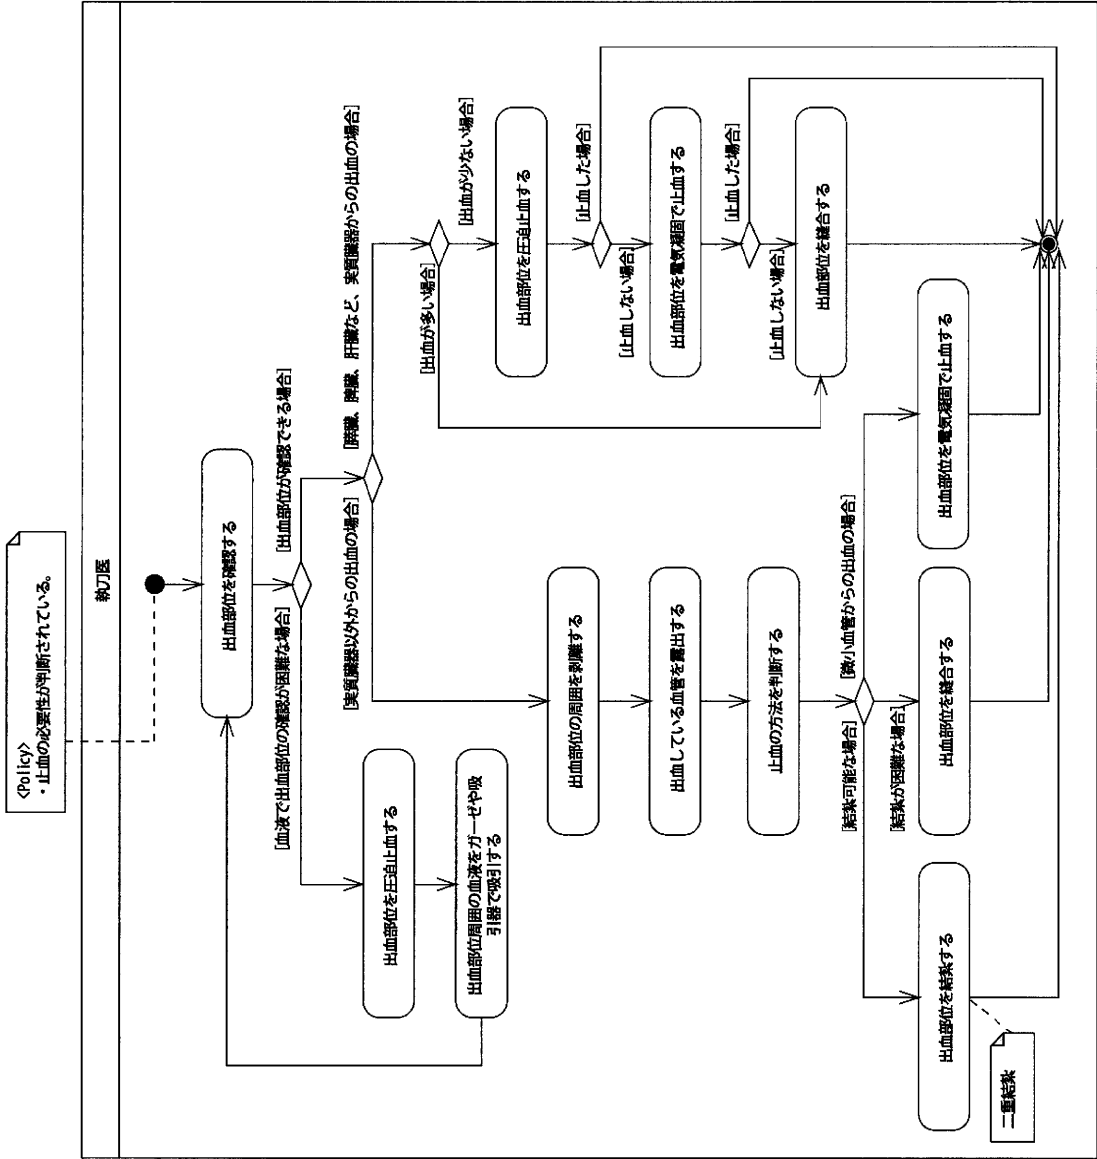 <Policy>
・止血の必要性が判断されている。
執刀医
出血部位を確認する
[血液で出血部位の確認が困難な場合]
[出血部位が確認できる場合]
出血部位を圧迫止血する
出血部位周囲の血液をガーゼや吸
引器で吸引する
[実質臓器以外からの出血の場合]
[膵臓、脾臓、肝臓など、実質臓器からの出血の場合]
[出血が多い場合]
[出血が少ない場合]
出血部位を圧迫止血する
[止血しない場合]
[止血した場合]
出血部位を電気凝固で止血する
[止血しない場合]
[止血した場合]
出血部位を縫合する
出血部位の周囲を剥離する
出血している血管を露出する
止血の方法を判断する
[結紮可能な場合]
[結紮が困難な場合]
[微小血管からの出血の場合]
出血部位を結紮する
出血部位を縫合する
出血部位を電気凝固で止血する
二重結紮